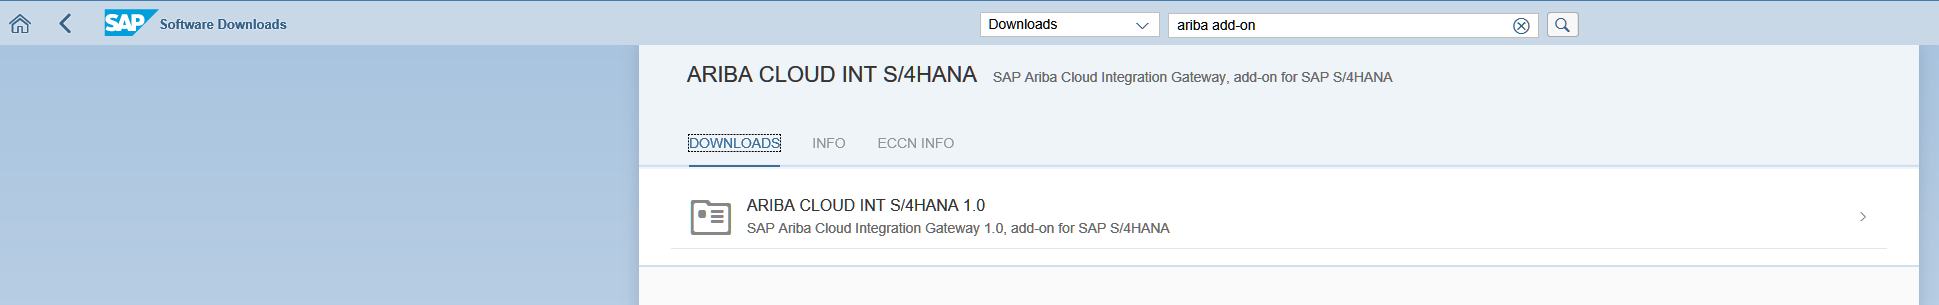 SAP Software Downloads Downloads ariba add-on
ARIBA CLOUD INT S/4HANA SAP Ariba Cloud Integration Gateway, add-on for SAP S/4HANA
DOWNLOADS INFO ECCN INFO
ARIBA CLOUD INT S/4HANA 1.0
SAP Ariba Cloud Integration Gateway 1.0, add-on for SAP S/4HANA